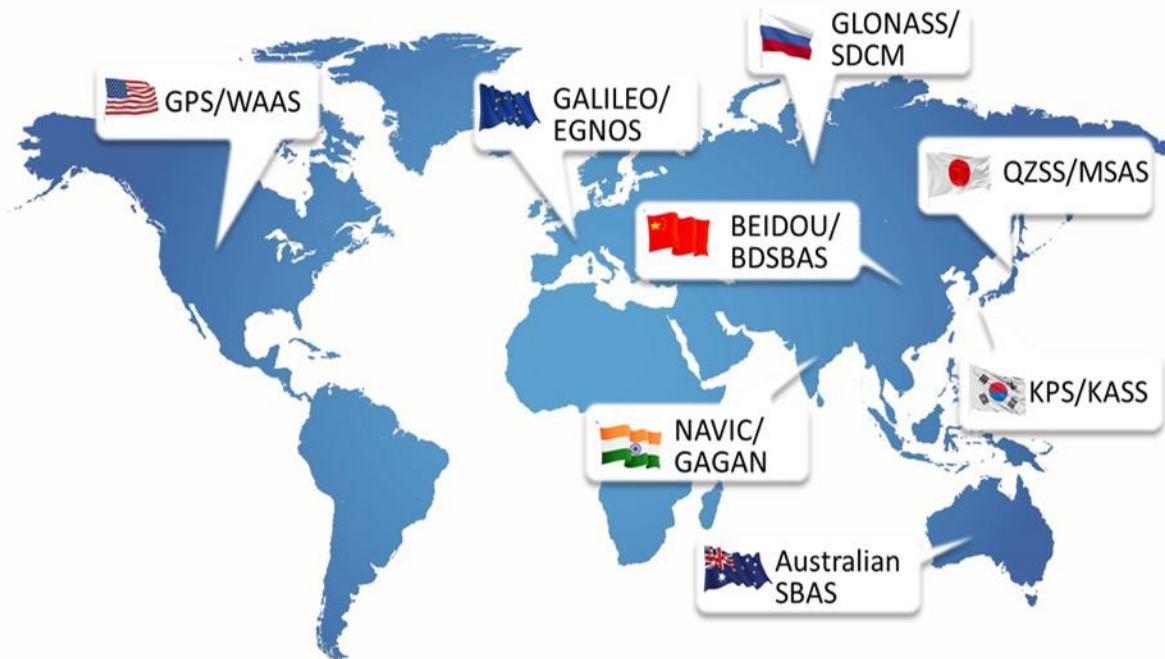 GLONASS/
SDCM
GPS/WAAS
GALILEO/
EGNOS
QZSS/MSAS
BEIDOU/
BDSBAS
KPS/KASS
NAVIC/
GAGAN
Australian
SBAS